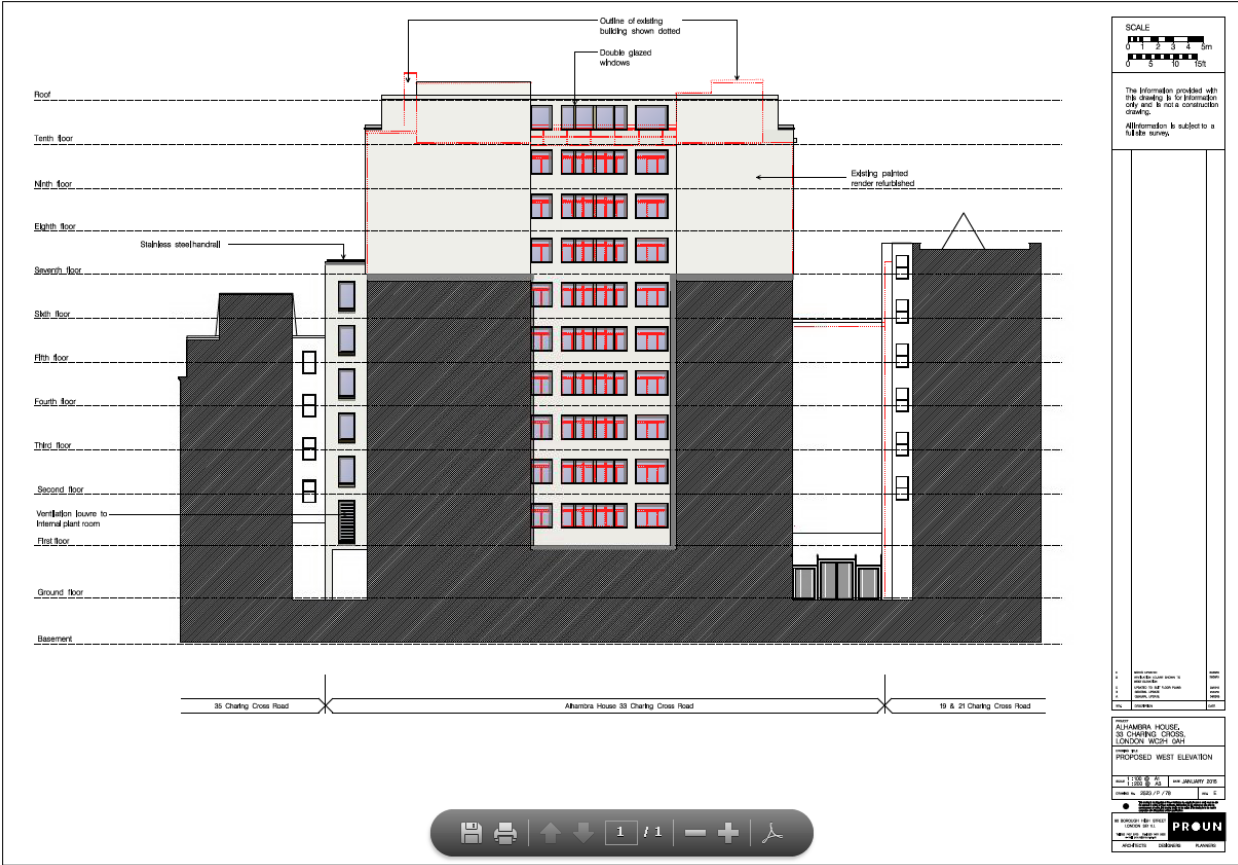 Outline of existing
building shown dotted
Double glazed
windows
Roof
Tenth floor
Ninth floor
Existing painted
render refurbished
Eighth floor
Stainless steel handrail
Seventh floor
Sixth floor
Fifth floor
Fourth floor
Third floor
Second floor
Ventilation louvre to
internal plant room
First floor
Ground floor
Basement
35 Charing Cross Road
Alhambra House 33 Charing Cross Road
19 & 21 Charing Cross Road
SCALE
0 1 2 3 4 5m
0 5 10 15ft
The information provided with
this drawing is for information
only and is not a construction
drawing.
All information is subject to a
full site survey.
PROJECT
ALHAMBRA HOUSE,
33 CHARING CROSS,
LONDON WC2H 0AH
PROPOSED WEST ELEVATION
JANUARY 2015
E
PROUN
ARCHITECTS DESIGNERS PLANNERS
1 / 1